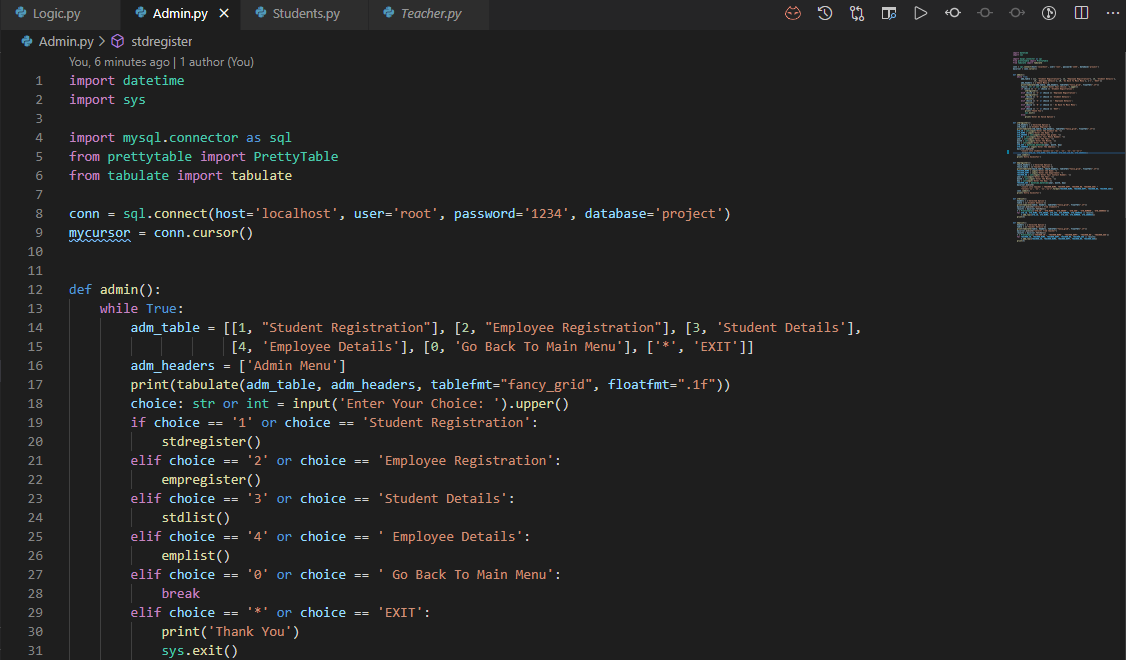 Logic.py Admin.py Students.py Teacher.py
Admin.py > stdregister
You, 6 minutes ago | 1 author (You)
1 import datetime
2 import sys
3
4 import mysql.connector as sql
5 from prettytable import PrettyTable
6 from tabulate import tabulate
7
8 conn = sql.connect(host='localhost', user='root', password='1234', database='project')
9 mycursor = conn.cursor()
10
11
12 def admin():
13     while True:
14         adm_table = [[1, "Student Registration"], [2, "Employee Registration"], [3, 'Student Details'],
15                      [4, 'Employee Details'], [0, 'Go Back To Main Menu'], ['*', 'EXIT']]
16         adm_headers = ['Admin Menu']
17         print(tabulate(adm_table, adm_headers, tablefmt="fancy_grid", floatfmt=".1f"))
18         choice: str or int = input('Enter Your Choice: ').upper()
19         if choice == '1' or choice == 'Student Registration':
20             stdregister()
21         elif choice == '2' or choice == 'Employee Registration':
22             empregister()
23         elif choice == '3' or choice == 'Student Details':
24             stdlist()
25         elif choice == '4' or choice == ' Employee Details':
26             emplist()
27         elif choice == '0' or choice == ' Go Back To Main Menu':
28             break
29         elif choice == '*' or choice == 'EXIT':
30             print('Thank You')
31             sys.exit()